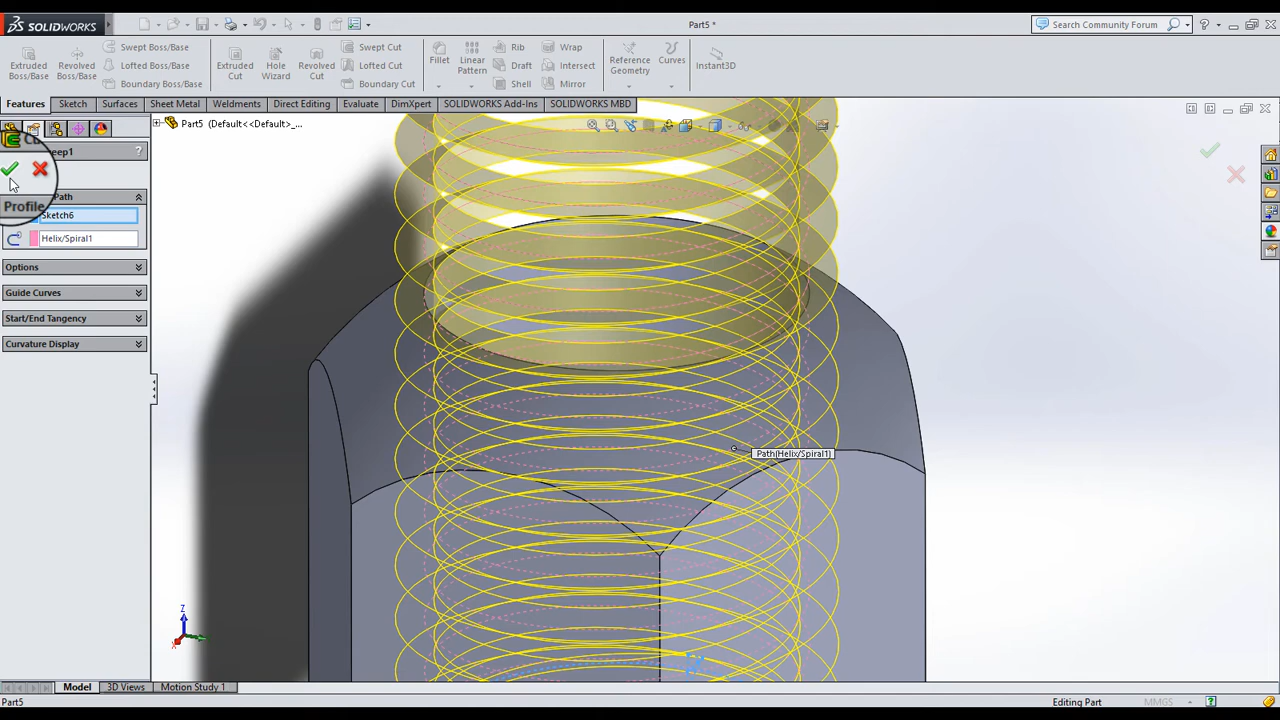 SOLIDWORKS
Part5 *
Search Community Forum
Extruded Boss/Base
Revolved Boss/Base
Swept Boss/Base
Lofted Boss/Base
Boundary Boss/Base
Extruded Cut
Hole Wizard
Revolved Cut
Swept Cut
Lofted Cut
Boundary Cut
Fillet
Linear Pattern
Rib
Draft
Shell
Wrap
Intersect
Mirror
Reference Geometry
Curves
Instant3D
Features
Sketch
Surfaces
Sheet Metal
Weldments
Direct Editing
Evaluate
DimXpert
SOLIDWORKS Add-Ins
SOLIDWORKS MBD
Part5 (Default<<Default>_...
eep1
?
Path
Profile
Sketch6
Helix/Spiral1
Options
Guide Curves
Start/End Tangency
Curvature Display
Path(Helix/Spiral1)
Z
X
Model
3D Views
Motion Study 1
Part5
Editing Part
MMGS